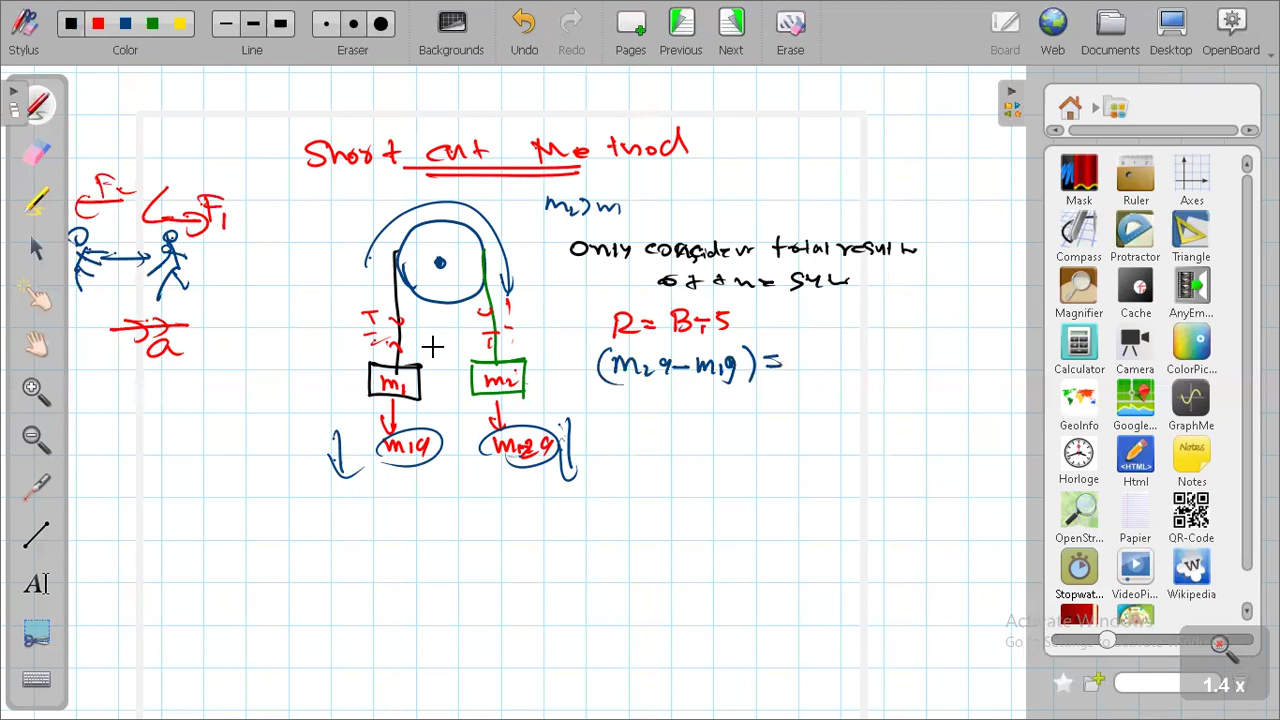 Stylus
Color
Line
Eraser
Backgrounds
Undo
Redo
Pages
Previous
Next
Erase
Board
Web
Documents
Desktop
OpenBoard
Short cut Method
F₁
m₂>m
Only consider total result
R = B-S
(m₂g-m₁g) =
a
T
T
m₁
m₂
m₁g
m₂g
Mask
Ruler
Axes
Compass
Protractor
Triangle
Magnifier
Cache
AnyEm...
Calculator
Camera
ColorPic...
GeoInfo
Google...
GraphMe
Horloge
Html
Notes
OpenStr...
Papier
QR-Code
Stopwat...
VideoPi...
Wikipedia
Activate Windows
1.4 x